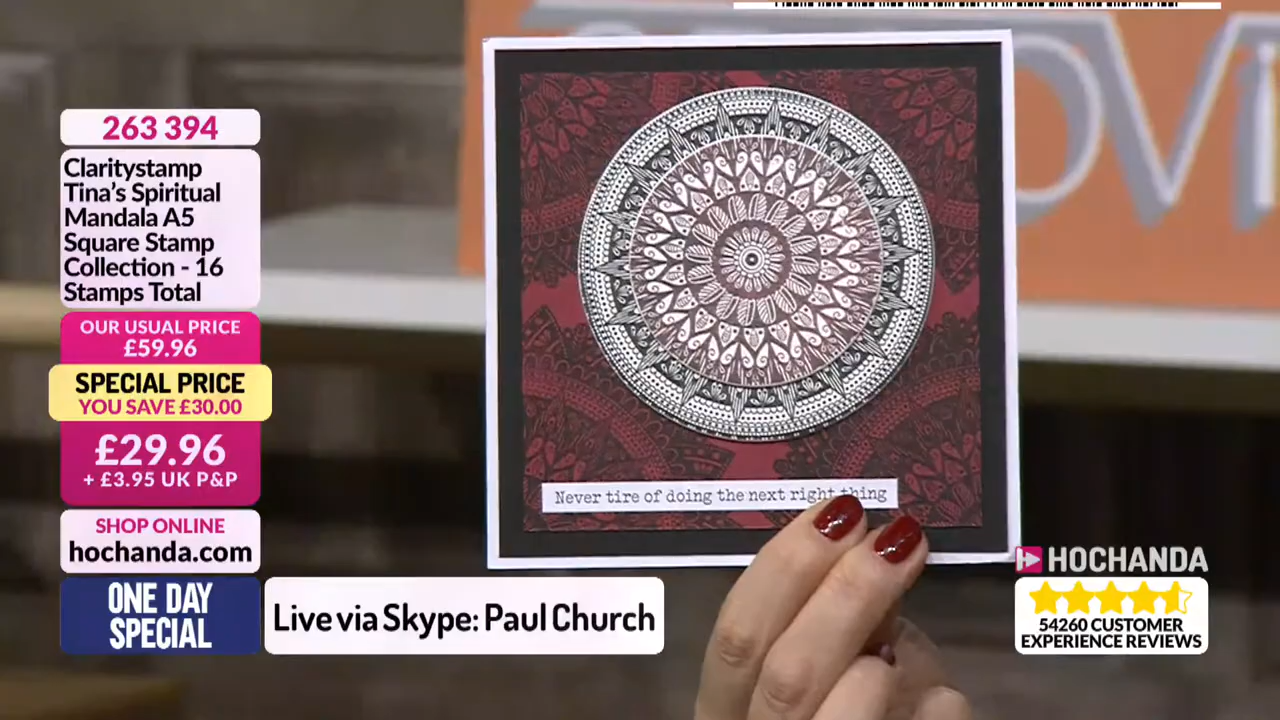 263 394
Claritystamp
Tina's Spiritual
Mandala A5
Square Stamp
Collection - 16
Stamps Total
OUR USUAL PRICE
£59.96
SPECIAL PRICE
YOU SAVE £30.00
£29.96
+ £3.95 UK P&P
SHOP ONLINE
hochanda.com
ONE DAY
SPECIAL
Live via Skype: Paul Church
Never tire of doing the next right thing
HOCHANDA
54260 CUSTOMER
EXPERIENCE REVIEWS